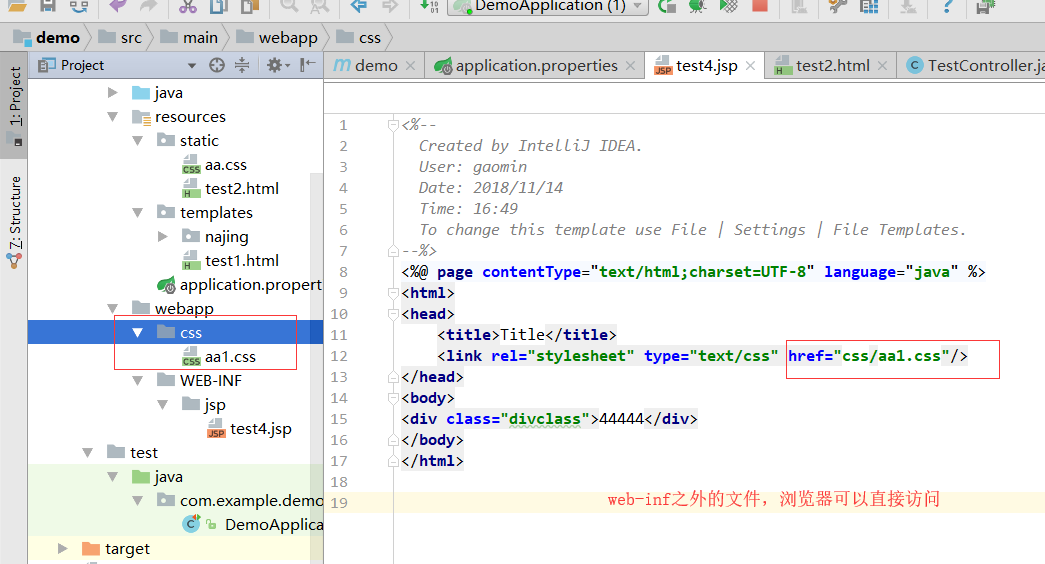 DemoApplication (1)
demo
src
main
webapp
css
Project
demo
application.properties
test4.jsp
test2.html
TestController.ja
1: Project
Z: Structure
java
resources
static
aa.css
test2.html
templates
najing
test1.html
application.propert
webapp
css
aa1.css
WEB-INF
jsp
test4.jsp
test
java
com.example.demo
DemoApplica
target
1 <%--
2 Created by IntelliJ IDEA.
3 User: gaomin
4 Date: 2018/11/14
5 Time: 16:49
6 To change this template use File | Settings | File Templates.
7 --%>
8 <%@ page contentType="text/html;charset=UTF-8" language="java" %>
9 <html>
10 <head>
11 <title>Title</title>
12 <link rel="stylesheet" type="text/css" href="css/aa1.css"/>
13 </head>
14 <body>
15 <div class="divclass">44444</div>
16 </body>
17 </html>
18
19
web-inf之外的文件，浏览器可以直接访问